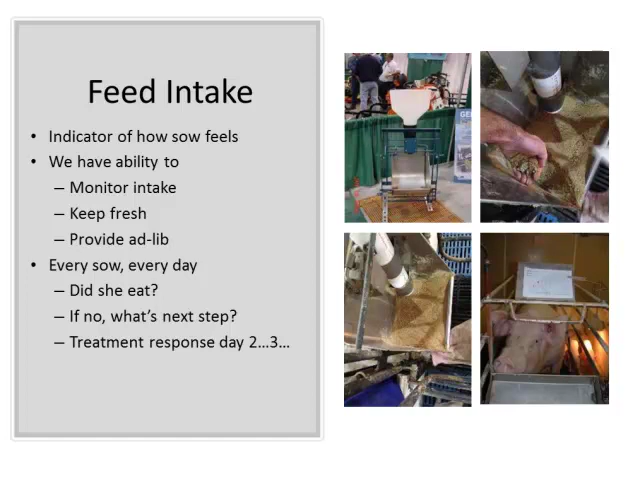 Feed Intake
• Indicator of how sow feels
• We have ability to
– Monitor intake
– Keep fresh
– Provide ad-lib
• Every sow, every day
– Did she eat?
– If no, what's next step?
– Treatment response day 2…3…